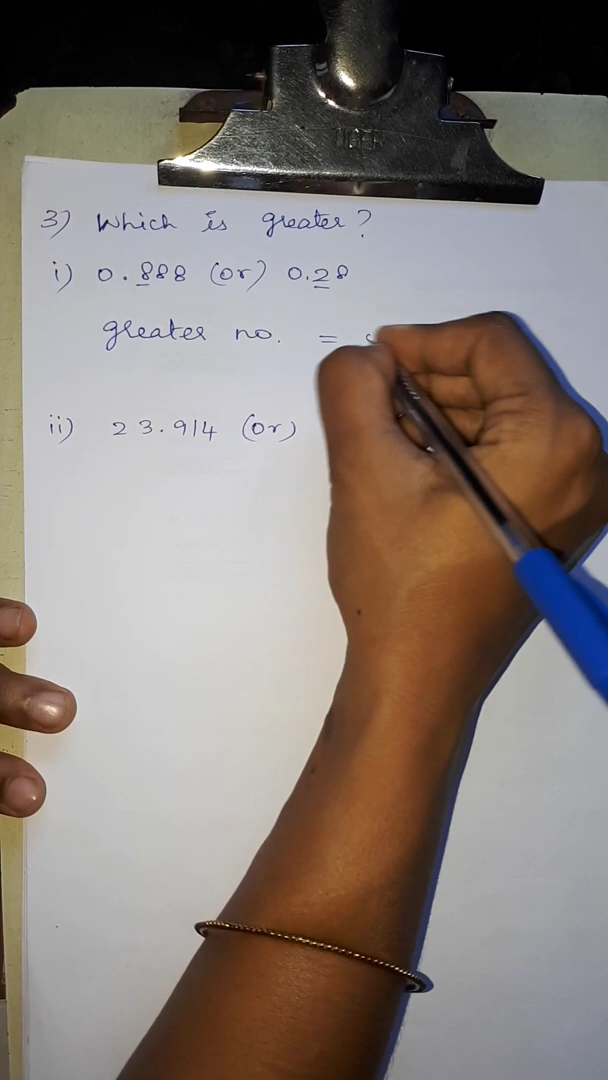 3) Which is greater?
i) 0.888 (or) 0.28
greater no. =
ii) 23.914 (or)